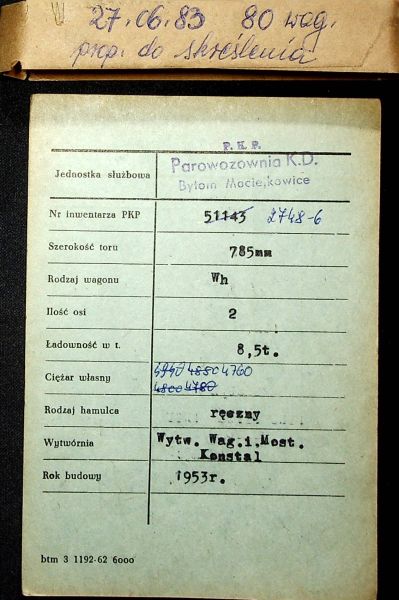 27.06.83 80 wag.
prop. do skreślenia
P. K. P.
Jednostka służbowa Parowozownia K.D.
Bytom Maciejkowice
Nr inwentarza PKP 51143 2748-6
Szerokość toru 785mm
Rodzaj wagonu Wh
Ilość osi 2
Ładowność w t. 8,5t.
Ciężar własny 4850 4760
4800 4780
Rodzaj hamulca ręczny
Wytwórnia Wytw. Wag.i.Most.
Konstal
Rok budowy 1953r.
btm 3 1192-62 6000